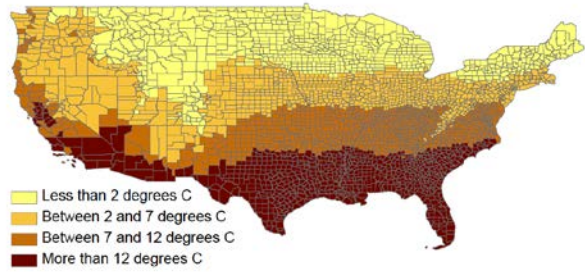 Less than 2 degrees C
Between 2 and 7 degrees C
Between 7 and 12 degrees C
More than 12 degrees C